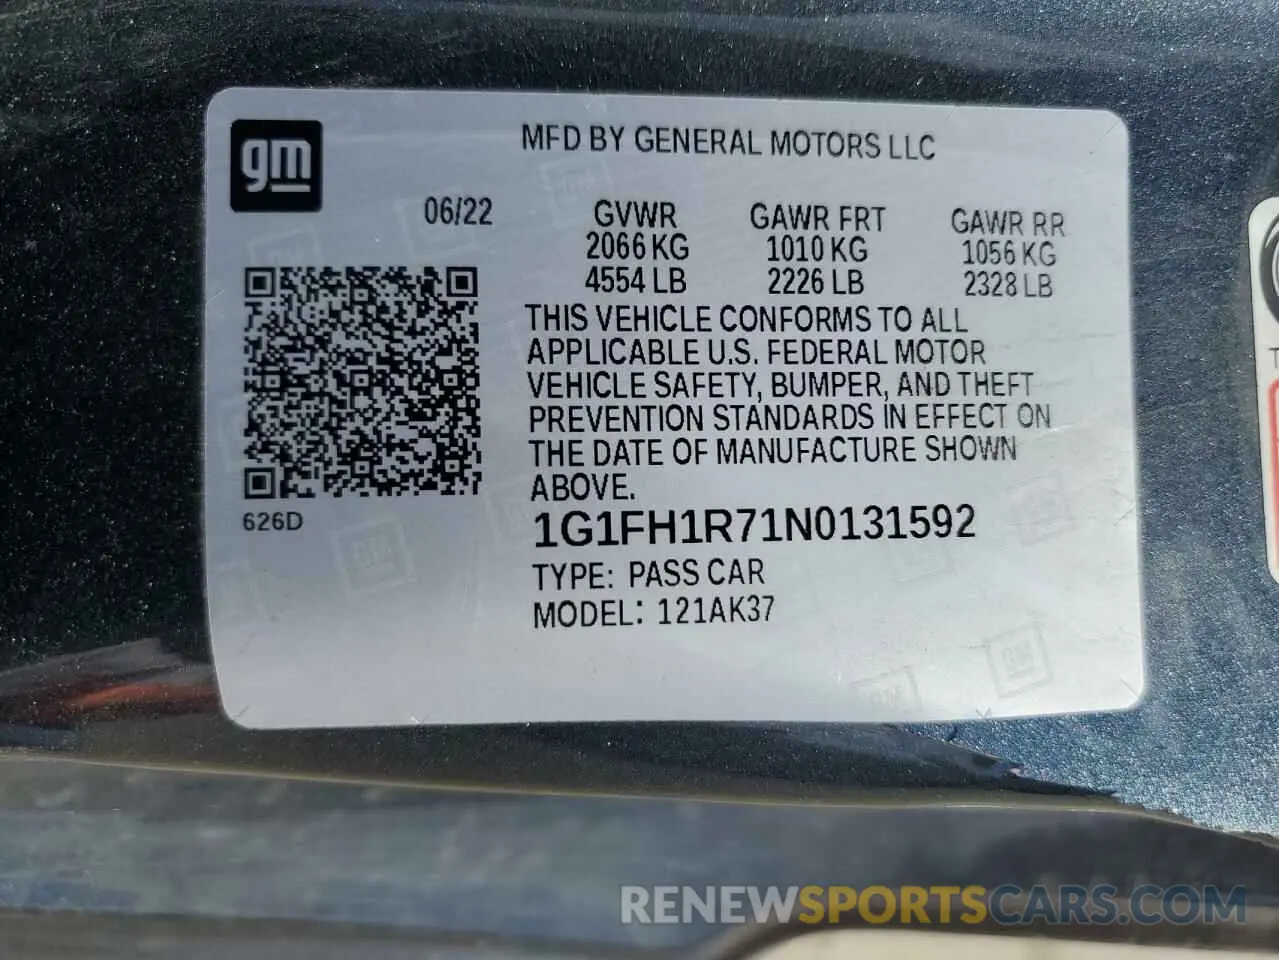 gm
MFD BY GENERAL MOTORS LLC
06/22
GVWR GAWR FRT GAWR RR
2066 KG 1010 KG 1056 KG
4554 LB 2226 LB 2328 LB
THIS VEHICLE CONFORMS TO ALL
APPLICABLE U.S. FEDERAL MOTOR
VEHICLE SAFETY, BUMPER, AND THEFT
PREVENTION STANDARDS IN EFFECT ON
THE DATE OF MANUFACTURE SHOWN
ABOVE.
626D
1G1FH1R71N0131592
TYPE: PASS CAR
MODEL: 121AK37
RENEWSPORTSCARS.COM